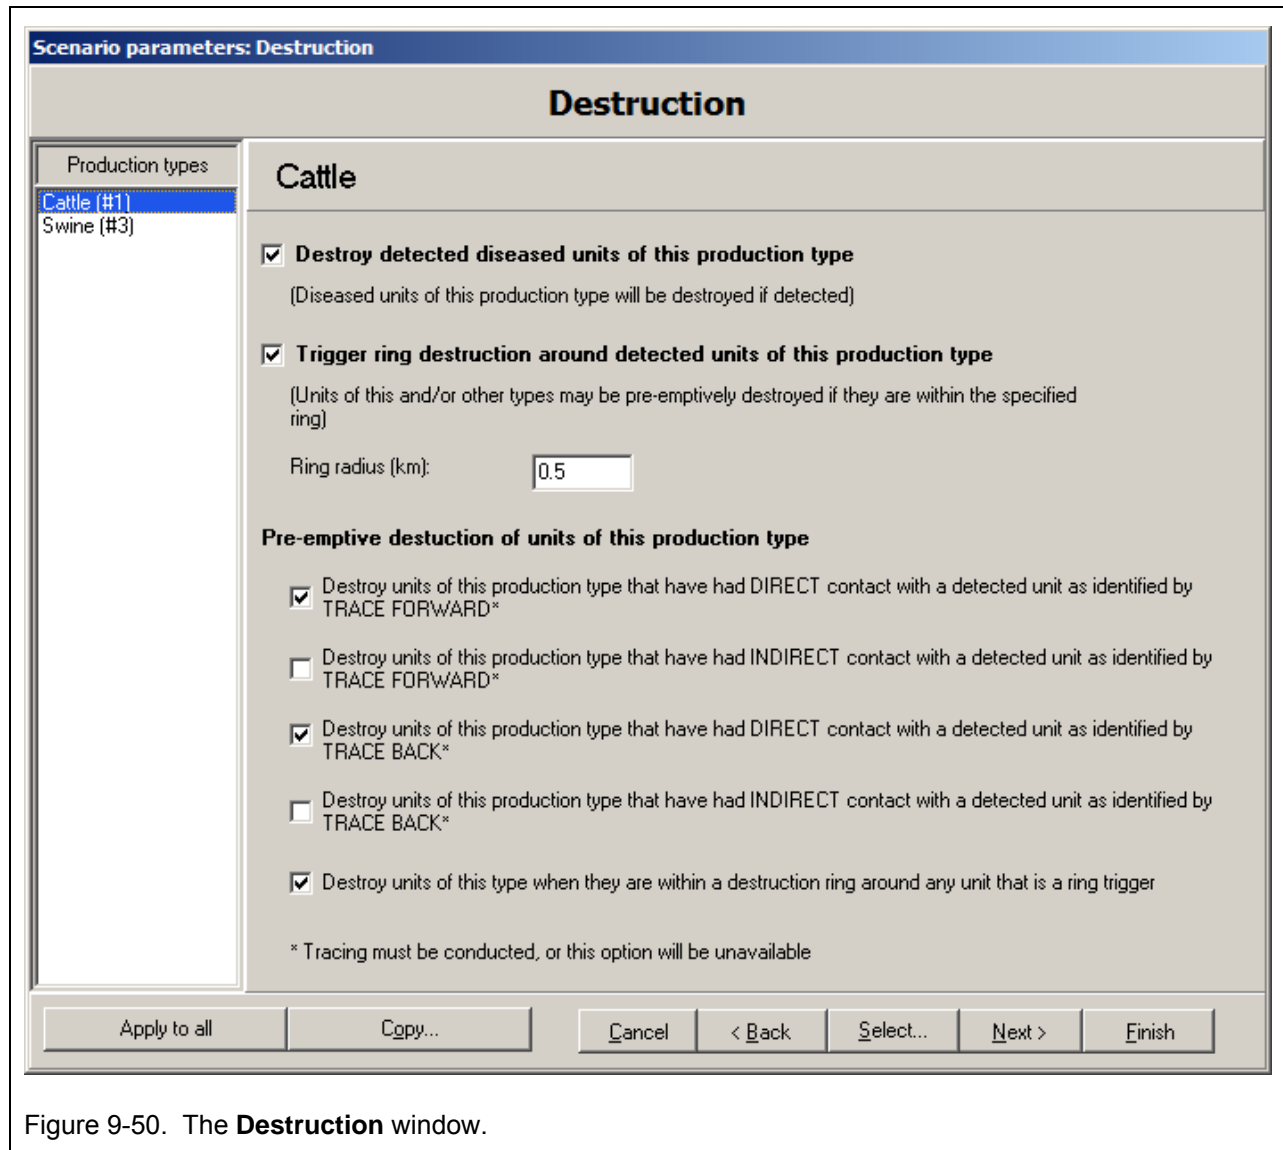 Scenario parameters: Destruction
Destruction
Production types
Cattle (#1)
Swine (#3)
Cattle
Destroy detected diseased units of this production type
(Diseased units of this production type will be destroyed if detected)
Trigger ring destruction around detected units of this production type
(Units of this and/or other types may be pre-emptively destroyed if they are within the specified
ring)
Ring radius (km):
0.5
Pre-emptive destuction of units of this production type
Destroy units of this production type that have had DIRECT contact with a detected unit as identified by
TRACE FORWARD*
Destroy units of this production type that have had INDIRECT contact with a detected unit as identified by
TRACE FORWARD*
Destroy units of this production type that have had DIRECT contact with a detected unit as identified by
TRACE BACK*
Destroy units of this production type that have had INDIRECT contact with a detected unit as identified by
TRACE BACK*
Destroy units of this type when they are within a destruction ring around any unit that is a ring trigger
* Tracing must be conducted, or this option will be unavailable
Apply to all
Copy...
Cancel
< Back
Select...
Next >
Finish
Figure 9-50. The Destruction window.